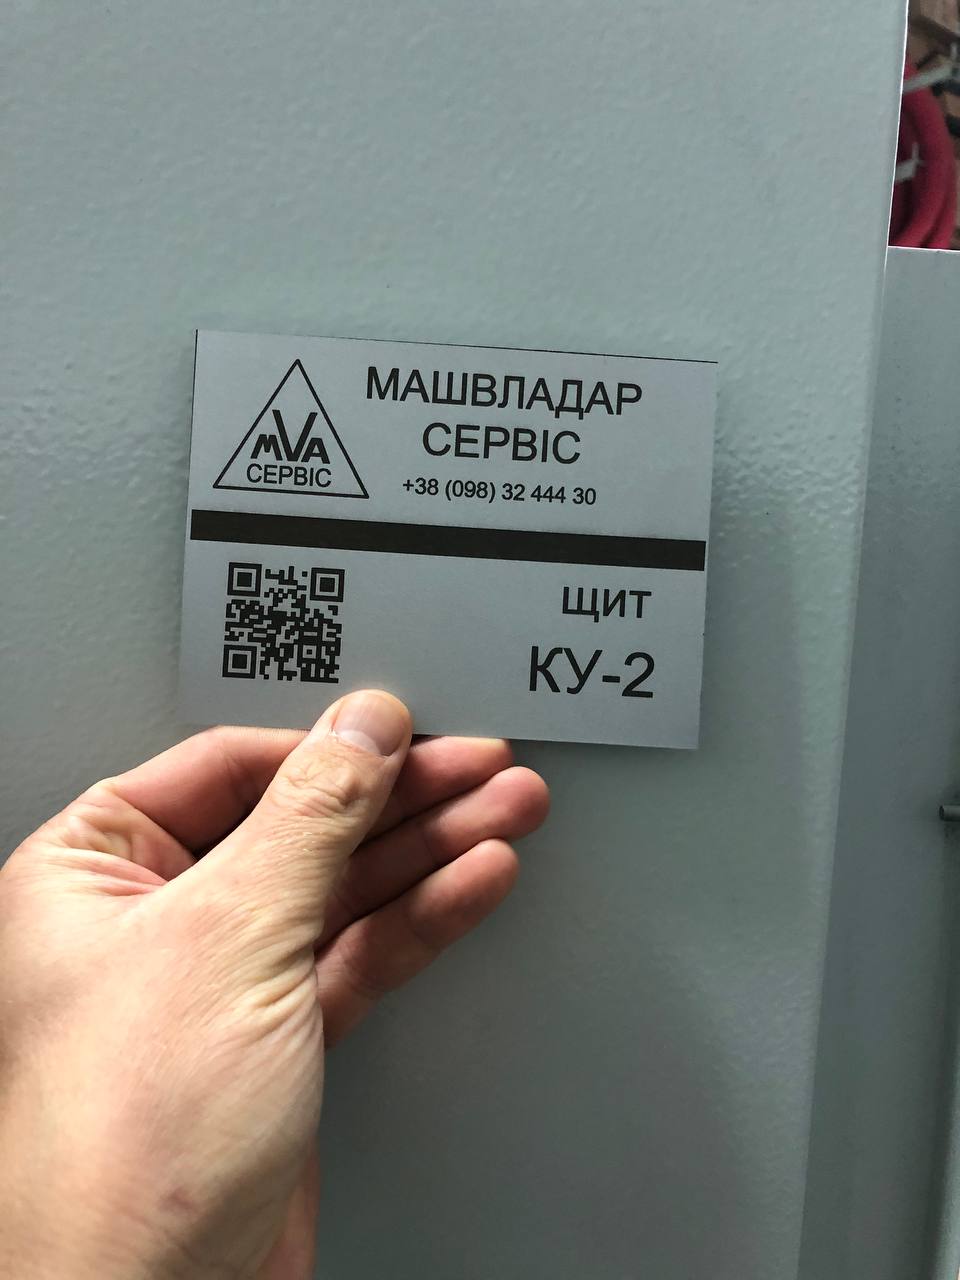 МАШВЛАДАР
СЕРВІС
+38 (098) 32 444 30
MVA
СЕРВІС
ЩИТ
КУ-2